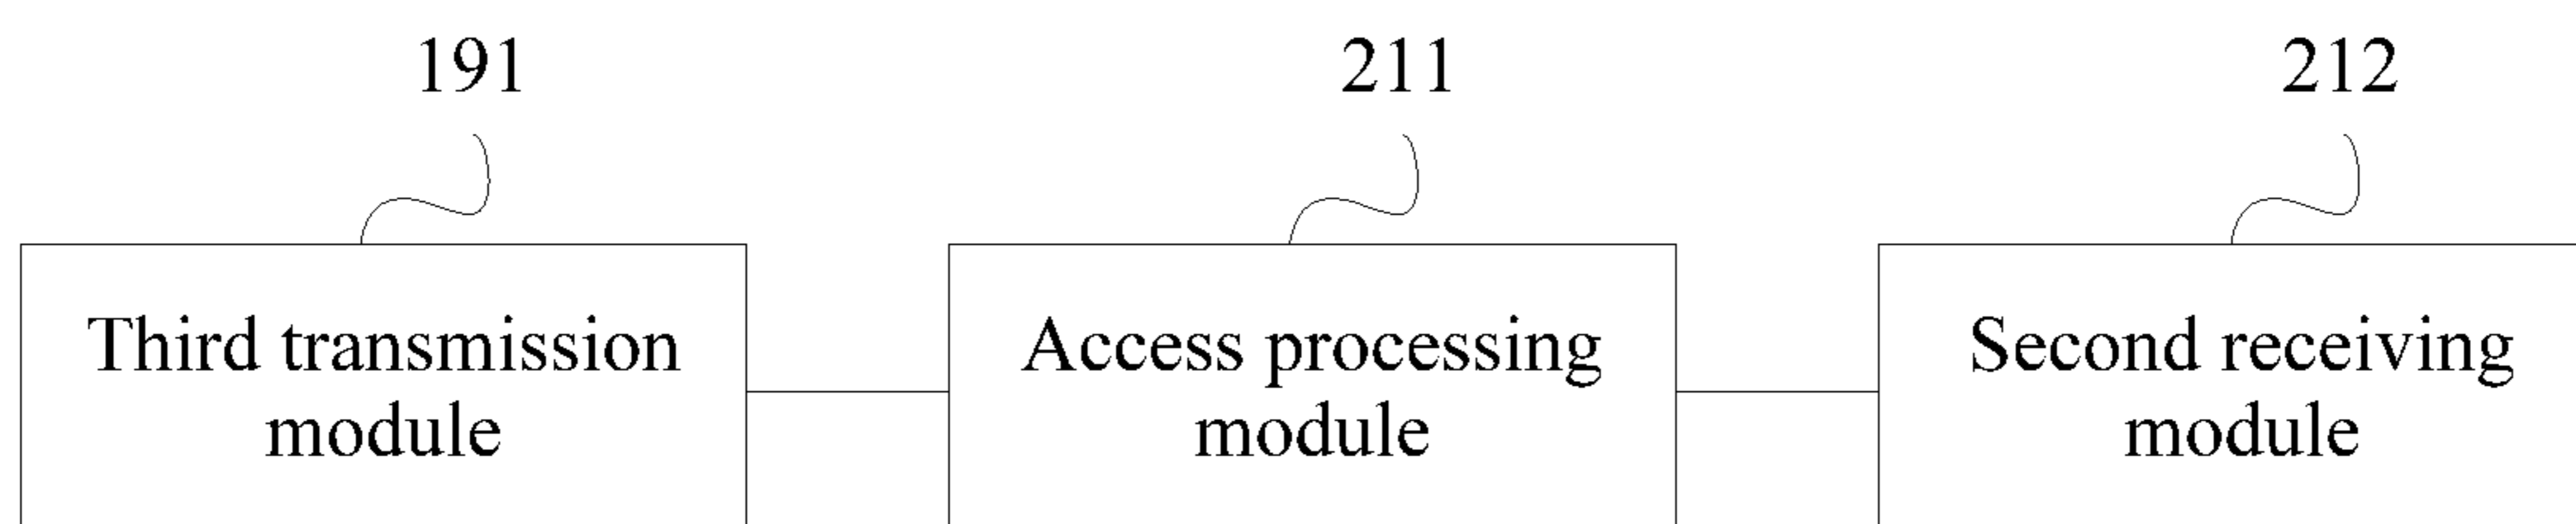 191
211
212
Third transmission
module
Access processing
module
Second receiving
module